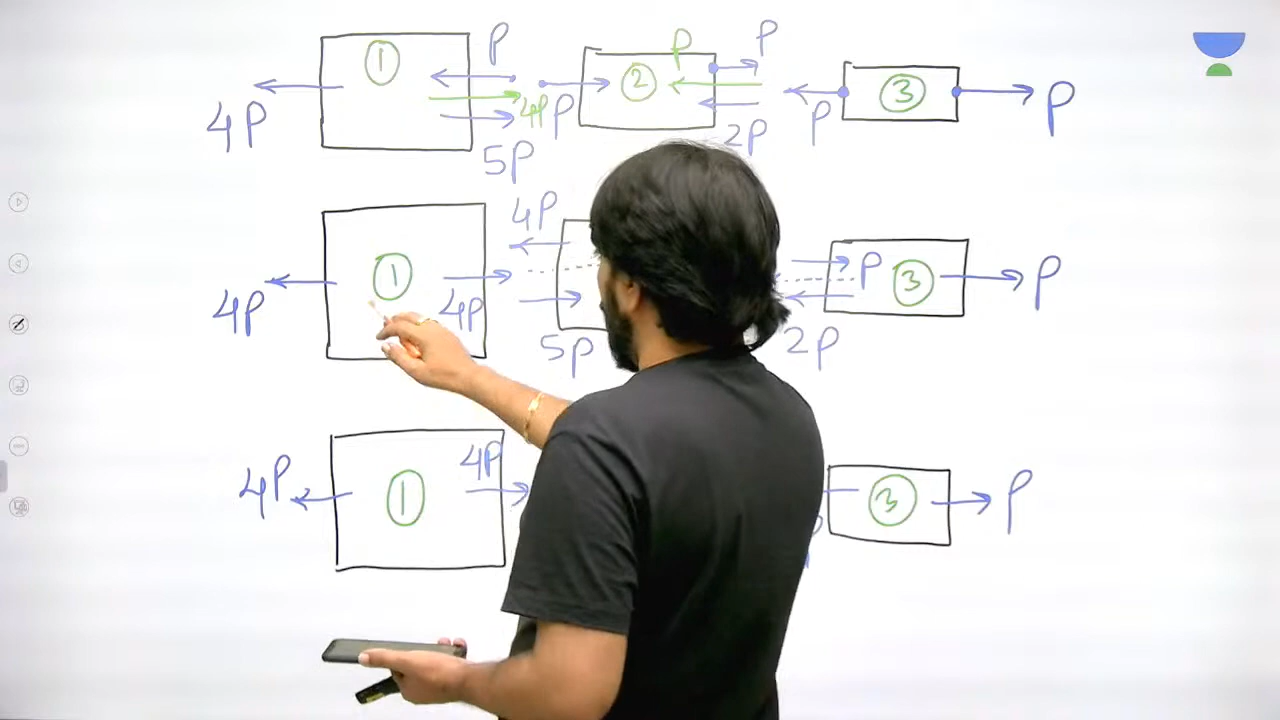 4P ① P 5P 4P P ② P P 2P P ③ P
4P ① 4P 4P 5P P 2P ③ P
4P ① 4P ③ P